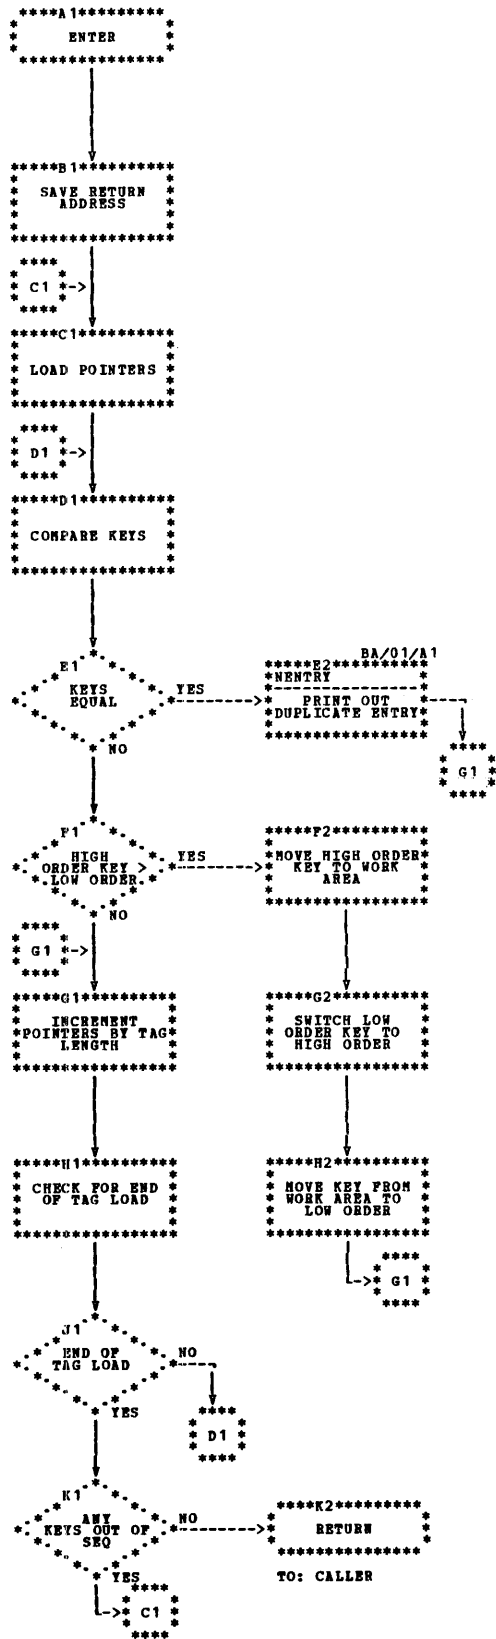 A1
ENTER
B1
SAVE RETURN
ADDRESS
C1
C1
LOAD POINTERS
D1
D1
COMPARE KEYS
E1
KEYS
EQUAL
YES
NO
BA/01/A1
E2
NENTRY
PRINT OUT
DUPLICATE ENTRY
G1
F1
HIGH
ORDER KEY >
LOW ORDER
YES
NO
F2
MOVE HIGH ORDER
KEY TO WORK
AREA
G1
G1
INCREMENT
POINTERS BY TAG
LENGTH
G2
SWITCH LOW
ORDER KEY TO
HIGH ORDER
H1
CHECK FOR END
OF TAG LOAD
H2
MOVE KEY FROM
WORK AREA TO
LOW ORDER
G1
J1
END OF
TAG LOAD
NO
YES
D1
K1
ANY
KEYS OUT OF
SEQ
NO
YES
K2
RETURN
TO: CALLER
C1